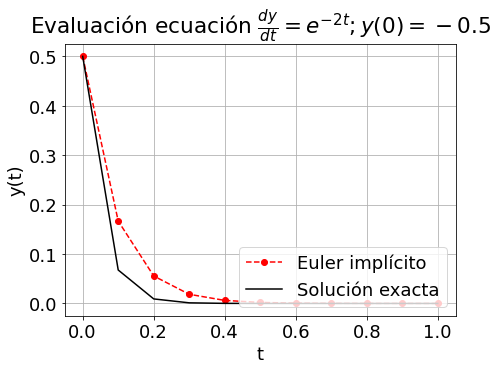 Evaluación ecuación $\frac{dy}{dt} = e^{-2t}; y(0) = -0.5$
y(t)
0.5
0.4
0.3
0.2
0.1
0.0
Euler implícito
Solución exacta
0.0 0.2 0.4 0.6 0.8 1.0
t